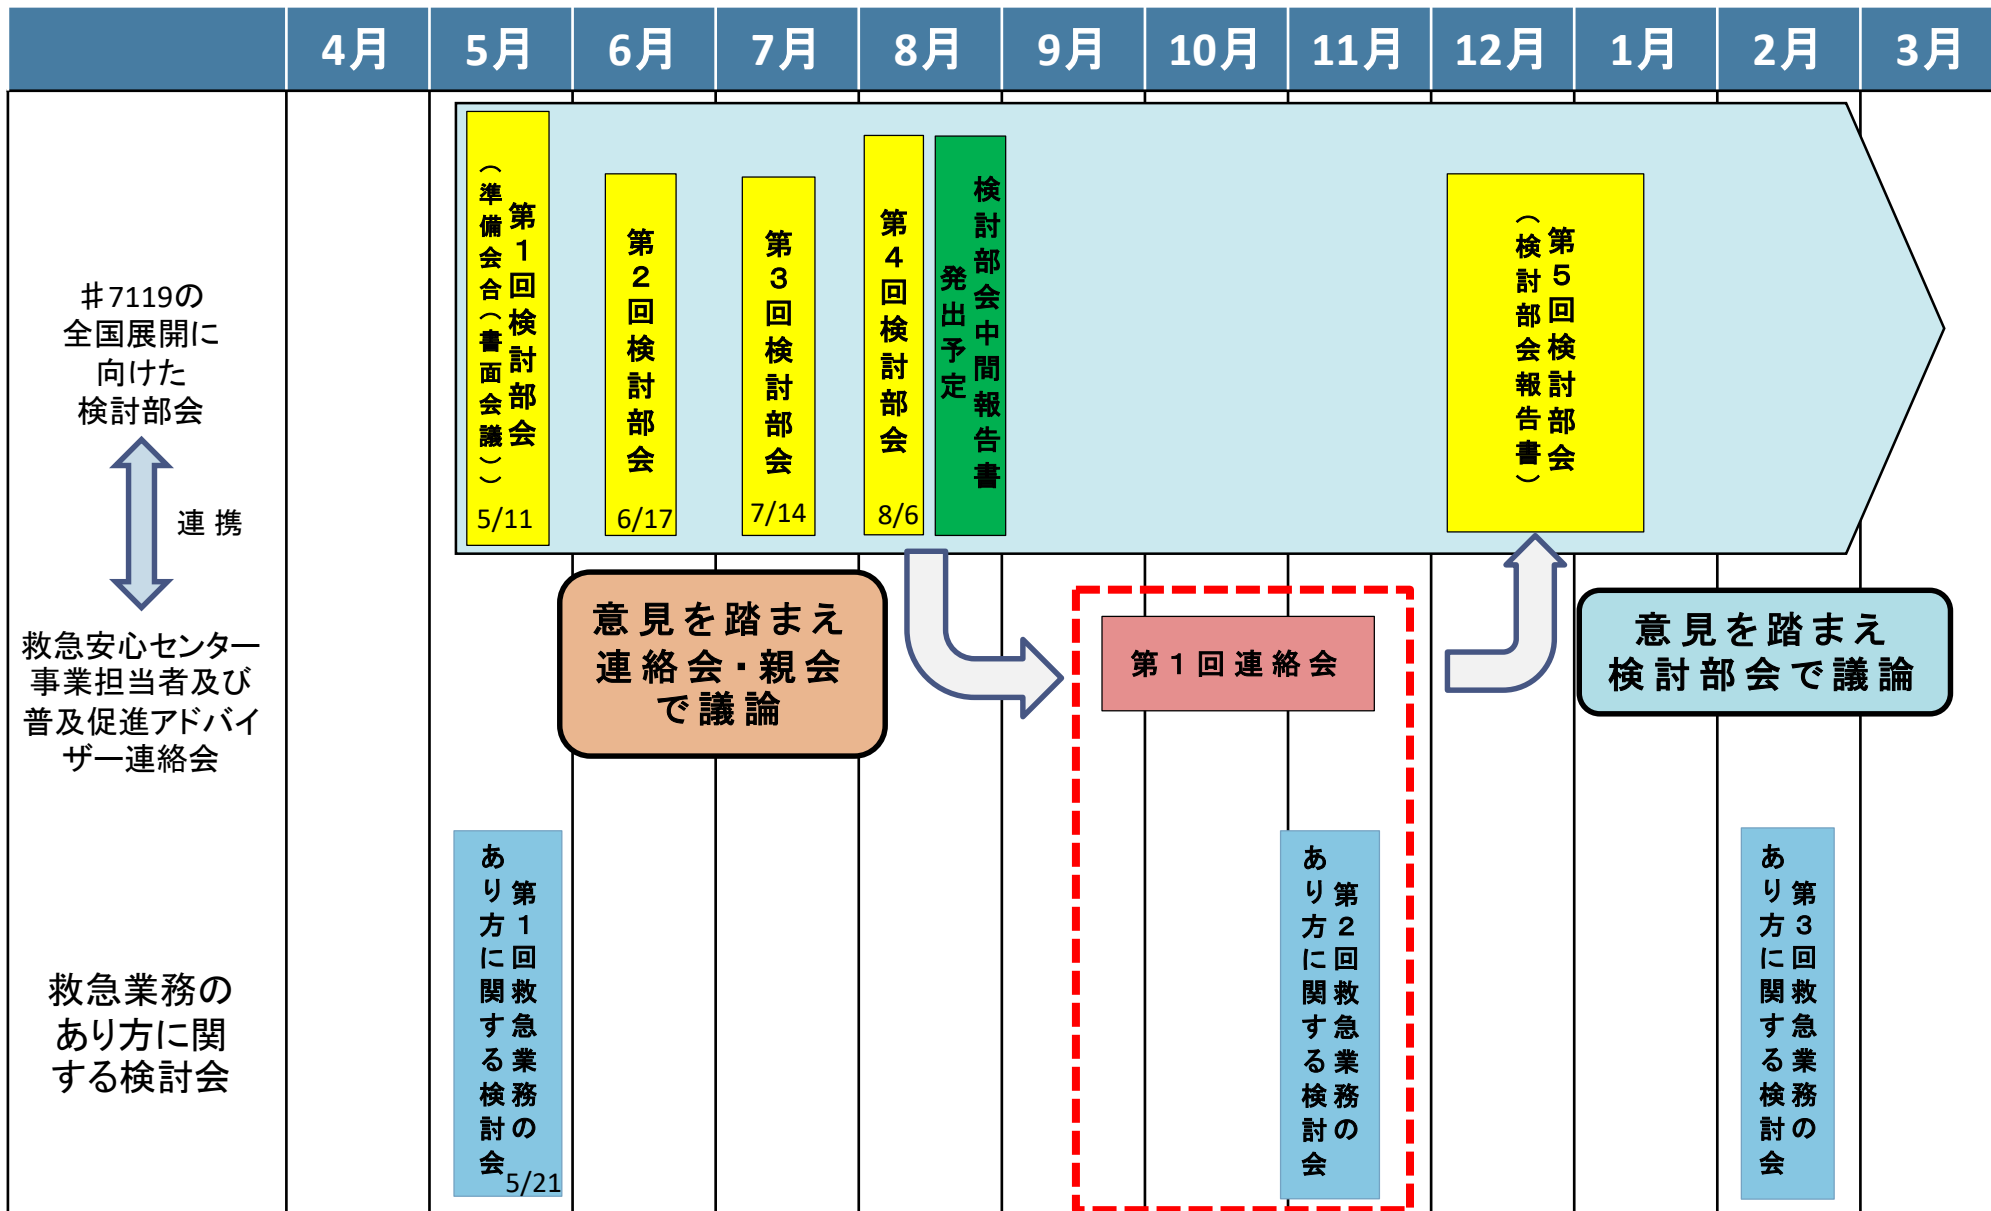 4月
5月
6月
7月
8月
9月
10月
11月
12月
1月
2月
3月
♯7119の
全国展開に
向けた
検討部会
連 携
救急安心センター
事業担当者及び
普及促進アドバイ
ザー連絡会
救急業務の
あり方に関
する検討会
第1回検討部会
（準備会合（書面会議））
5/11
第2回検討部会
6/17
第3回検討部会
7/14
第4回検討部会
8/6
検討部会中間報告書
発出予定
第5回検討部会
（検討部会報告書）
意見を踏まえ
連絡会・親会
で議論
第1回連絡会
意見を踏まえ
検討部会で議論
第1回救急業務の
あり方に関する検討会
5/21
第2回救急業務の
あり方に関する検討会
第3回救急業務の
あり方に関する検討会